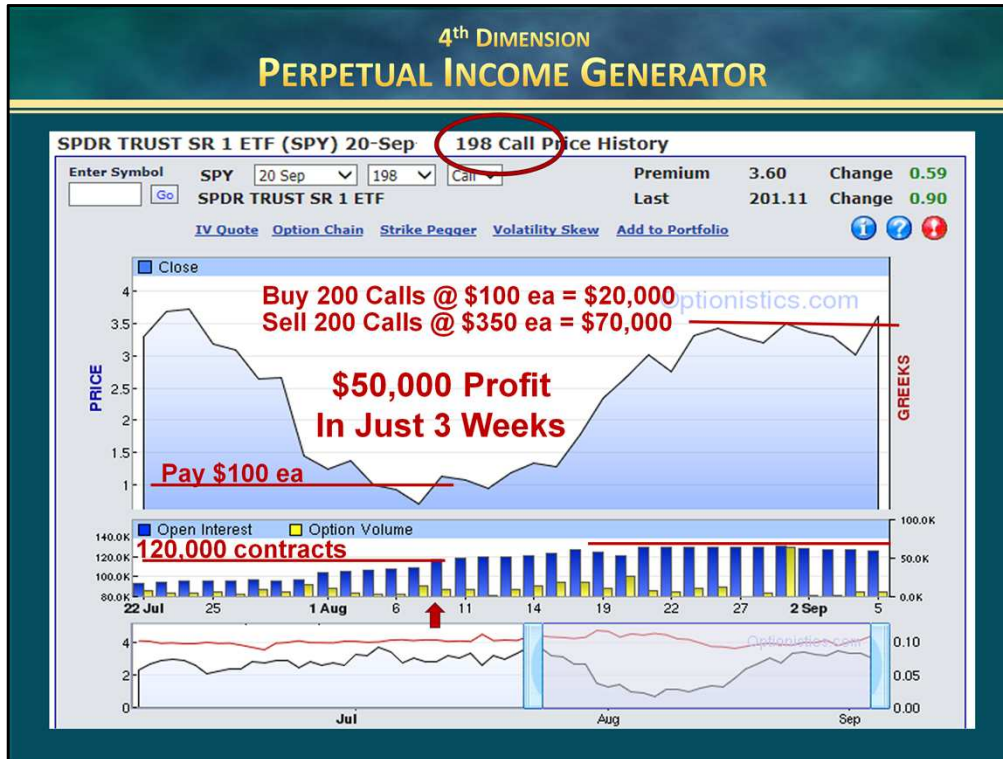 4th DIMENSION
PERPETUAL INCOME GENERATOR
SPDR TRUST SR 1 ETF (SPY) 20-Sep 198 Call Price History
Enter Symbol SPY 20 Sep 198 Call Premium 3.60 Change 0.59
Go SPDR TRUST SR 1 ETF Last 201.11 Change 0.90
IV Quote Option Chain Strike Pegger Volatility Skew Add to Portfolio
Close
Buy 200 Calls @ $100 ea = $20,000
Optionistics.com
Sell 200 Calls @ $350 ea = $70,000
$50,000 Profit
In Just 3 Weeks
Pay $100 ea
4
3.5
3
2.5
2
1.5
1
PRICE
GREEKS
Open Interest Option Volume
120,000 contracts
140.0K
120.0K
100.0K
80.0K
100.0K
50.0K
0.0K
22 Jul 25 1 Aug 6 11 14 19 22 27 2 Sep 5
Optionistics.com
4
2
0
0.10
0.05
0.00
Jul Aug Sep